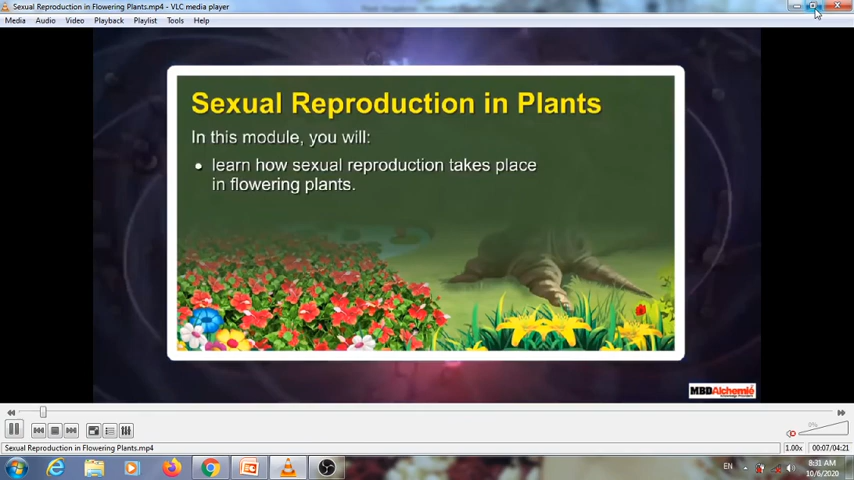 Sexual Reproduction in Flowering Plants.mp4 - VLC media player
Media Audio Video Playback Playlist Tools Help
Sexual Reproduction in Plants
In this module, you will:
• learn how sexual reproduction takes place
in flowering plants.
MBDAlchemie
0%
Sexual Reproduction in Flowering Plants.mp4
1.00x 00:07/04:21
EN
8:31 AM
10/6/2020